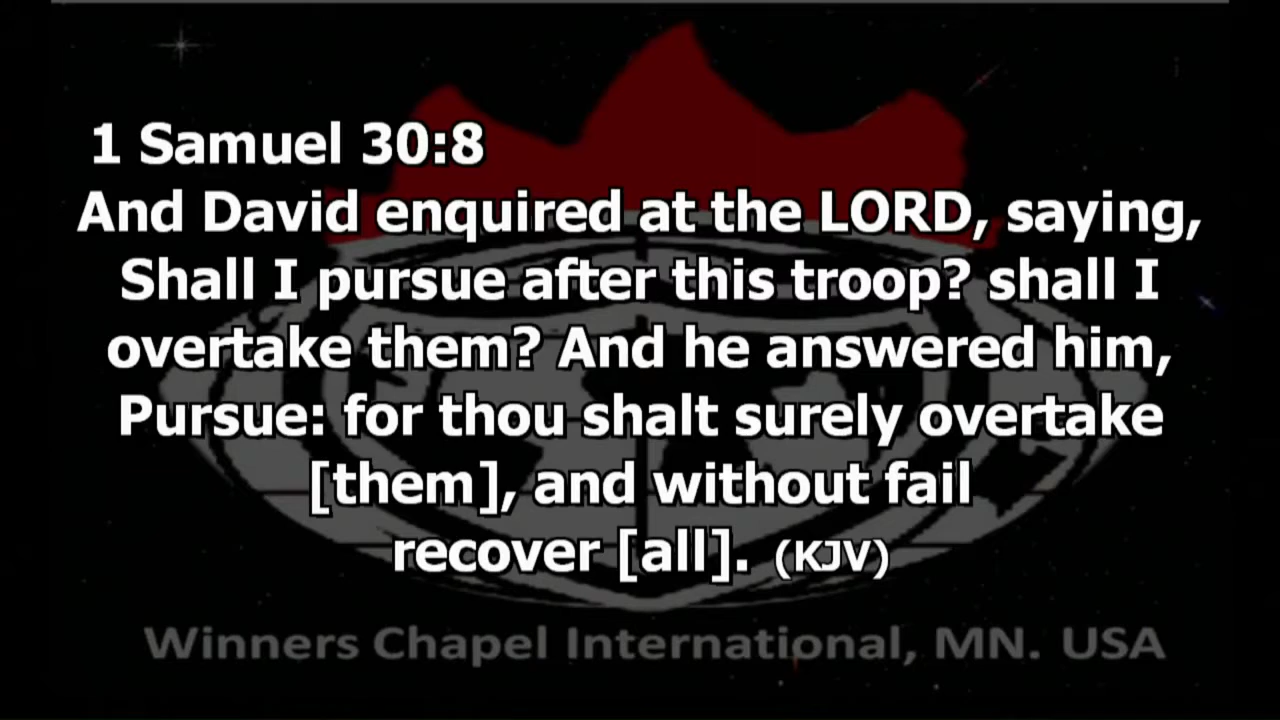 1 Samuel 30:8
And David enquired at the LORD, saying,
Shall I pursue after this troop? shall I
overtake them? And he answered him,
Pursue: for thou shalt surely overtake
[them], and without fail
recover [all]. (KJV)
Winners Chapel International, MN. USA